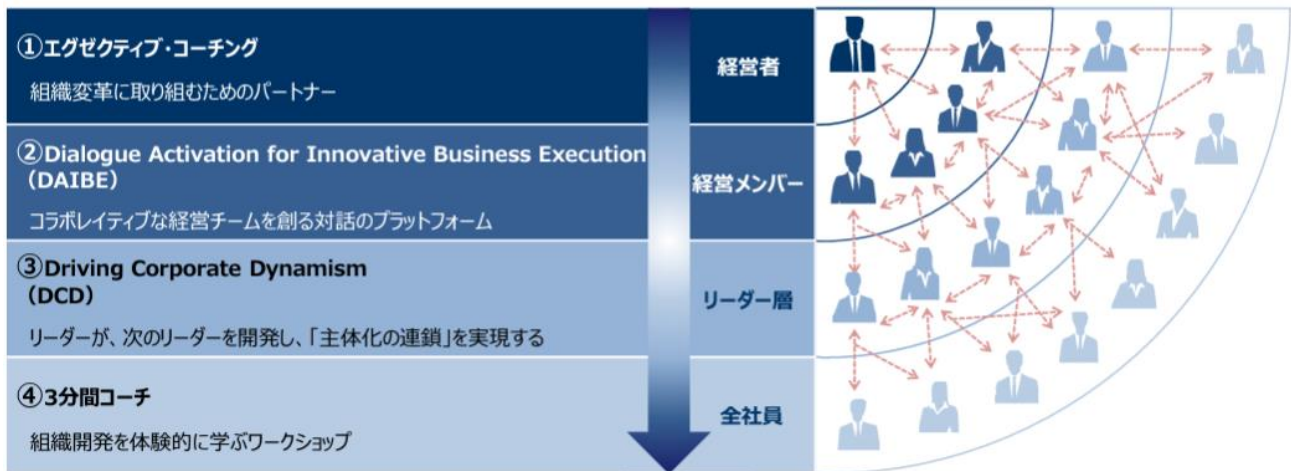 ①エグゼクティブ・コーチング
組織変革に取り組むためのパートナー
経営者
②Dialogue Activation for Innovative Business Execution
（DAIBE）
コラボレイティブな経営チームを創る対話のプラットフォーム
経営メンバー
③Driving Corporate Dynamism
（DCD）
リーダーが、次のリーダーを開発し、「主体化の連鎖」を実現する
リーダー層
④3分間コーチ
組織開発を体験的に学ぶワークショップ
全社員